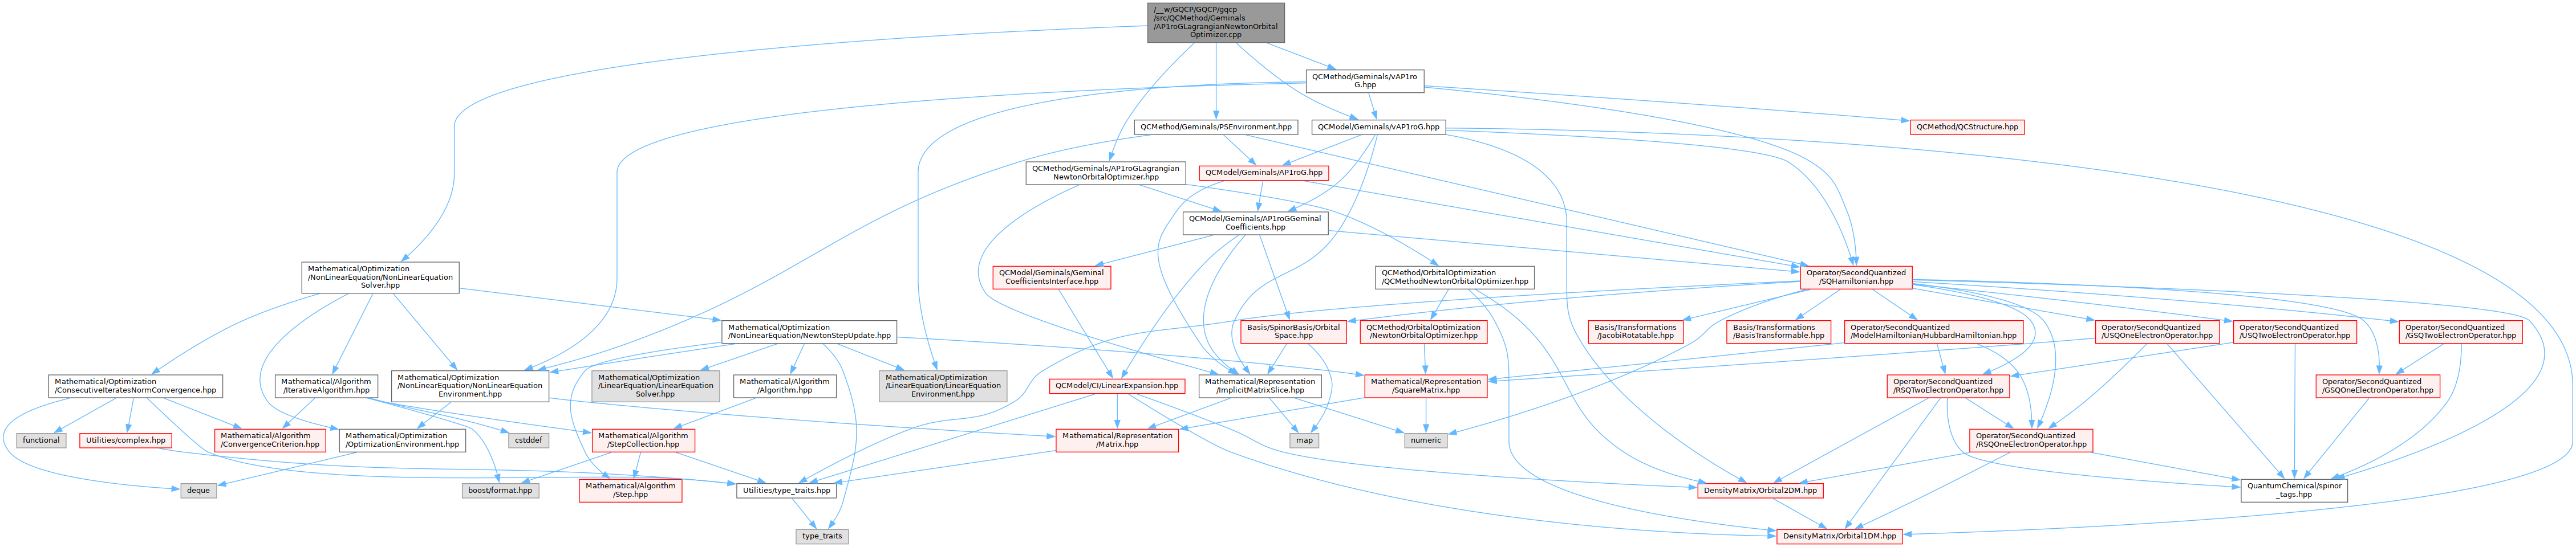 /__w/GQCP/GQCP/gqcp
/src/QCMethod/Geminals
/AP1roGLagrangianNewtonOrbital
Optimizer.cpp
QCMethod/Geminals/vAP1ro
G.hpp
QCMethod/Geminals/PSEnvironment.hpp
QCModel/Geminals/vAP1roG.hpp
QCMethod/QCStructure.hpp
QCMethod/Geminals/AP1roGLagrangian
NewtonOrbitalOptimizer.hpp
QCModel/Geminals/AP1roG.hpp
QCModel/Geminals/AP1roGGeminal
Coefficients.hpp
Mathematical/Optimization
/NonLinearEquation/NonLinearEquation
Solver.hpp
QCModel/Geminals/Geminal
CoefficientsInterface.hpp
QCMethod/OrbitalOptimization
/QCMethodNewtonOrbitalOptimizer.hpp
Operator/SecondQuantized
/SQHamiltonian.hpp
Mathematical/Optimization
/NonLinearEquation/NewtonStepUpdate.hpp
Basis/SpinorBasis/Orbital
Space.hpp
QCMethod/OrbitalOptimization
/NewtonOrbitalOptimizer.hpp
Basis/Transformations
/JacobiRotatable.hpp
Basis/Transformations
/BasisTransformable.hpp
Operator/SecondQuantized
/ModelHamiltonian/HubbardHamiltonian.hpp
Operator/SecondQuantized
/USQOneElectronOperator.hpp
Operator/SecondQuantized
/USQTwoElectronOperator.hpp
Operator/SecondQuantized
/GSQTwoElectronOperator.hpp
Mathematical/Optimization
/ConsecutiveIteratesNormConvergence.hpp
Mathematical/Algorithm
/IterativeAlgorithm.hpp
Mathematical/Optimization
/NonLinearEquation/NonLinearEquation
Environment.hpp
Mathematical/Optimization
/LinearEquation/LinearEquation
Solver.hpp
Mathematical/Algorithm
/Algorithm.hpp
Mathematical/Optimization
/LinearEquation/LinearEquation
Environment.hpp
QCModel/CI/LinearExpansion.hpp
Mathematical/Representation
/ImplicitMatrixSlice.hpp
Mathematical/Representation
/SquareMatrix.hpp
Operator/SecondQuantized
/RSQTwoElectronOperator.hpp
Operator/SecondQuantized
/GSQOneElectronOperator.hpp
functional
Utilities/complex.hpp
Mathematical/Algorithm
/ConvergenceCriterion.hpp
Mathematical/Optimization
/OptimizationEnvironment.hpp
cstddef
Mathematical/Algorithm
/StepCollection.hpp
Mathematical/Representation
/Matrix.hpp
map
numeric
Operator/SecondQuantized
/RSQOneElectronOperator.hpp
deque
boost/format.hpp
Mathematical/Algorithm
/Step.hpp
Utilities/type_traits.hpp
DensityMatrix/Orbital2DM.hpp
QuantumChemical/spinor
_tags.hpp
type_traits
DensityMatrix/Orbital1DM.hpp